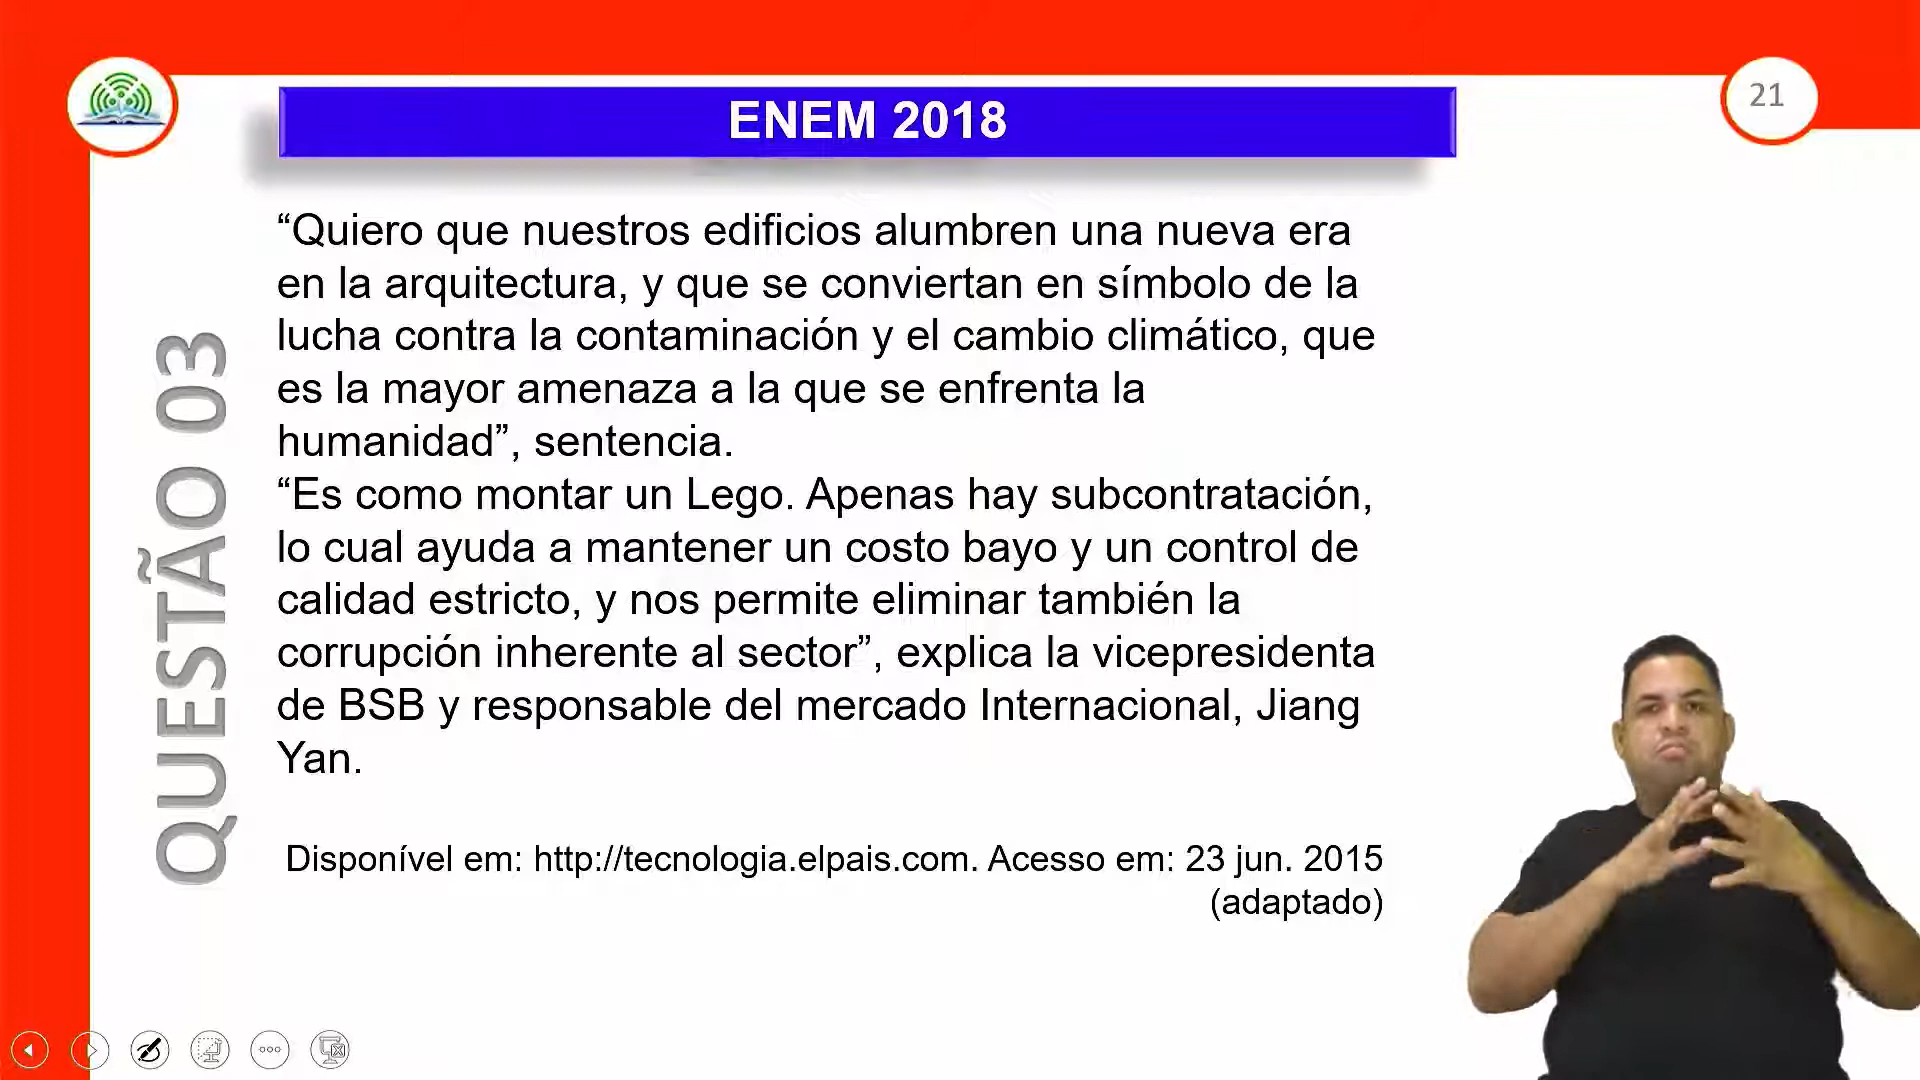 ENEM 2018
21
QUESTÃO 03
“Quiero que nuestros edificios alumbren una nueva era
en la arquitectura, y que se conviertan en símbolo de la
lucha contra la contaminación y el cambio climático, que
es la mayor amenaza a la que se enfrenta la
humanidad”, sentencia.
“Es como montar un Lego. Apenas hay subcontratación,
lo cual ayuda a mantener un costo bayo y un control de
calidad estricto, y nos permite eliminar también la
corrupción inherente al sector”, explica la vicepresidenta
de BSB y responsable del mercado Internacional, Jiang
Yan.
Disponível em: http://tecnologia.elpais.com. Acesso em: 23 jun. 2015
(adaptado)